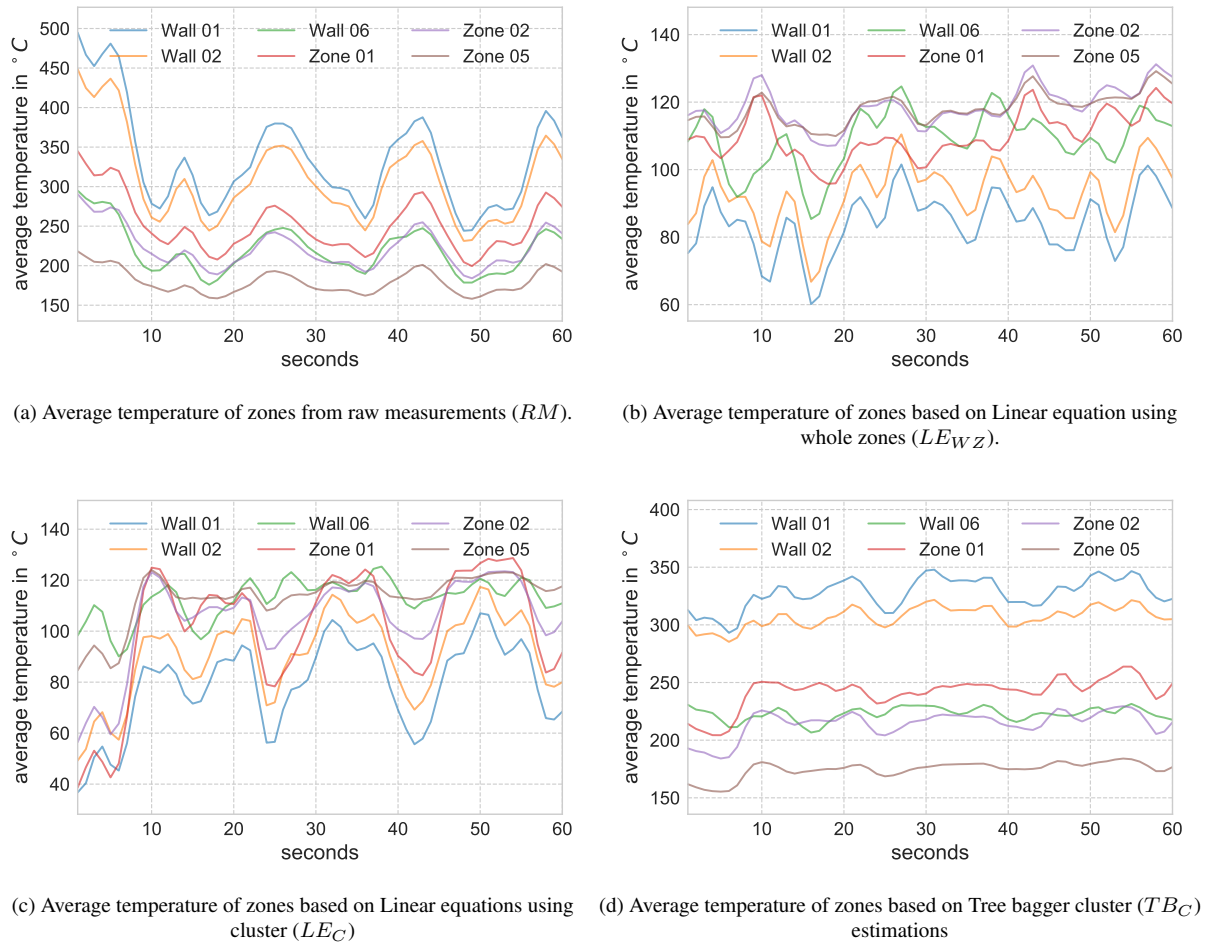 average temperature in °C
500
450
400
350
300
250
200
150
Wall 01 Wall 06 Zone 02
Wall 02 Zone 01 Zone 05
10 20 30 40 50 60
seconds
(a) Average temperature of zones from raw measurements (RM).
average temperature in °C
140
120
100
80
60
Wall 01 Wall 06 Zone 02
Wall 02 Zone 01 Zone 05
10 20 30 40 50 60
seconds
(b) Average temperature of zones based on Linear equation using
whole zones (LE_WZ).
average temperature in °C
140
120
100
80
60
40
Wall 01 Wall 06 Zone 02
Wall 02 Zone 01 Zone 05
10 20 30 40 50 60
seconds
(c) Average temperature of zones based on Linear equations using
cluster (LE_C)
average temperature in °C
400
350
300
250
200
150
Wall 01 Wall 06 Zone 02
Wall 02 Zone 01 Zone 05
10 20 30 40 50 60
seconds
(d) Average temperature of zones based on Tree bagger cluster (TB_C)
estimations